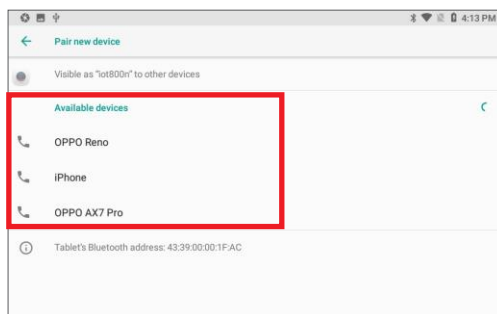 4:13 PM
Pair new device
Visible as "iot800n" to other devices
Available devices
OPPO Reno
iPhone
OPPO AX7 Pro
Tablet's Bluetooth address: 43:39:00:00:1F:AC